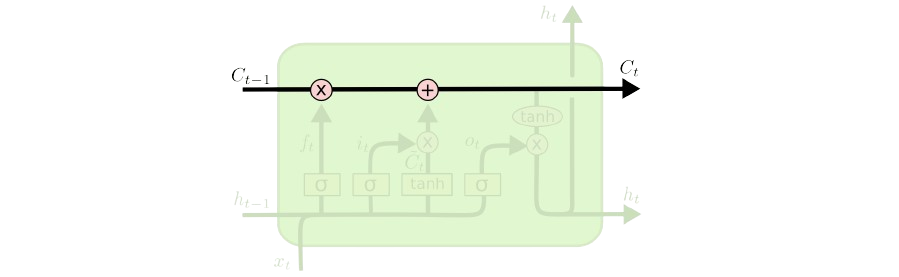 h_t
C_{t-1} x + C_t
tanh
f_t i_t x o_t x
C̃_t
σ σ tanh σ
h_{t-1} h_t
x_t